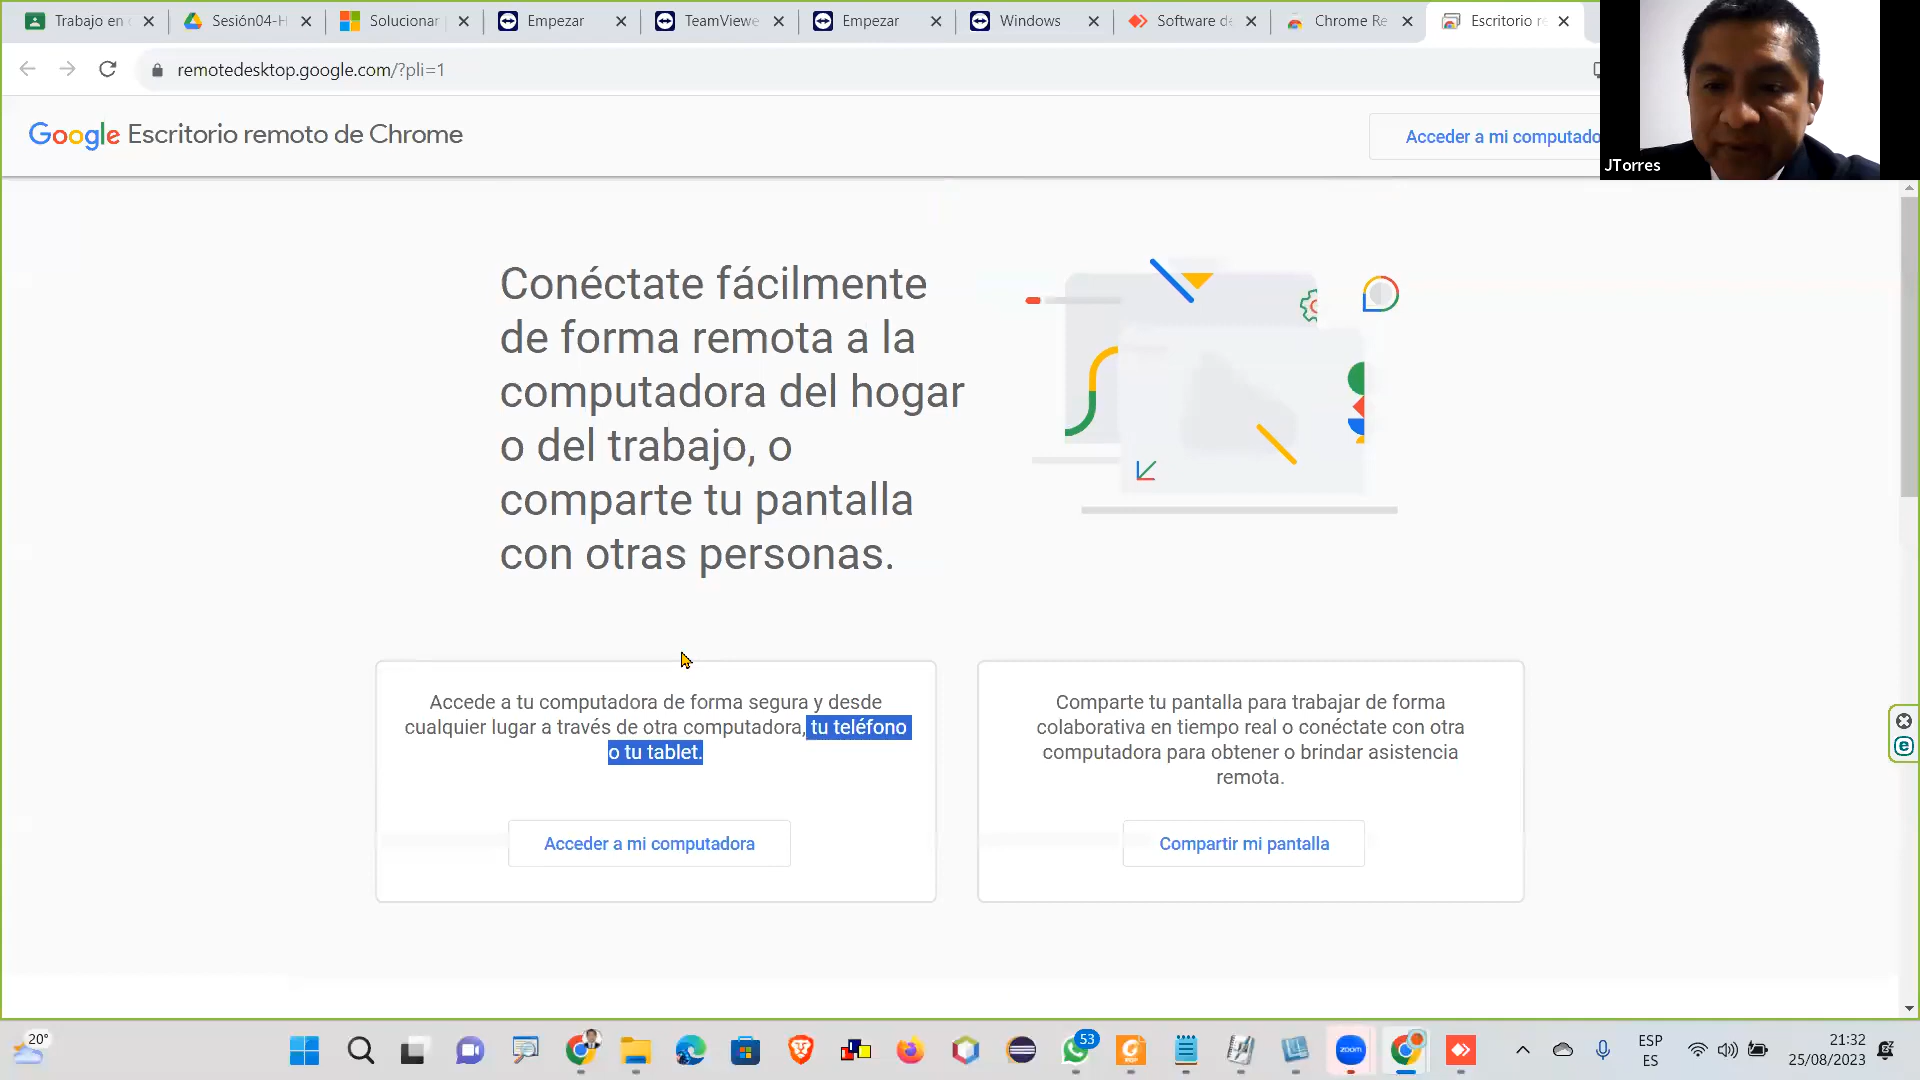 Trabajo en
Sesión04-H
Solucionar
Empezar
TeamViewe
Empezar
Windows
Software de
Chrome Re
Escritorio re
remotedesktop.google.com/?pli=1
Google Escritorio remoto de Chrome
Acceder a mi computado
JTorres
Conéctate fácilmente
de forma remota a la
computadora del hogar
o del trabajo, o
comparte tu pantalla
con otras personas.
Accede a tu computadora de forma segura y desde
cualquier lugar a través de otra computadora, tu teléfono
o tu tablet.
Acceder a mi computadora
Comparte tu pantalla para trabajar de forma
colaborativa en tiempo real o conéctate con otra
computadora para obtener o brindar asistencia
remota.
Compartir mi pantalla
20°
53
zoom
ESP
ES
21:32
25/08/2023